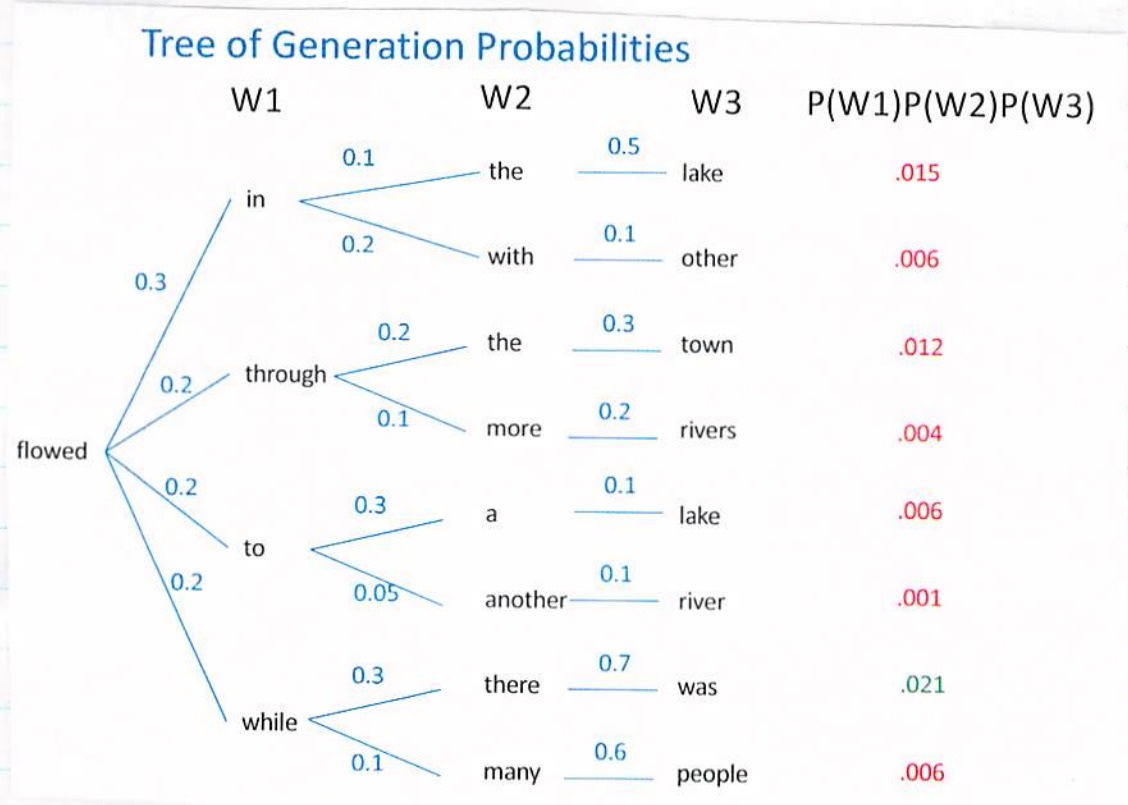 Tree of Generation Probabilities
W1 W2 W3 P(W1)P(W2)P(W3)
0.1 the 0.5 lake .015
in
0.2 with 0.1 other .006
0.3
0.2 the 0.3 town .012
0.2 through
0.1 more 0.2 rivers .004
flowed
0.2 0.3 a 0.1 lake .006
to
0.05 another 0.1 river .001
0.2
0.3 there 0.7 was .021
while
0.1 many 0.6 people .006